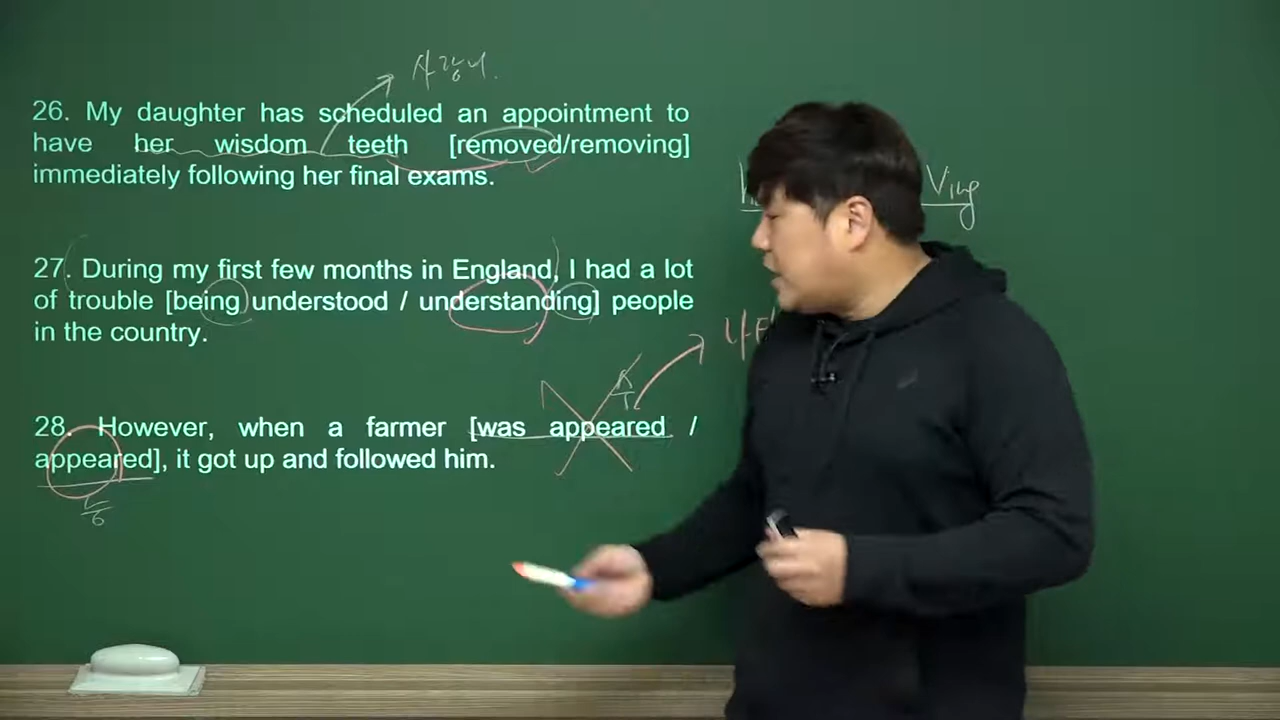 사랑니.
26. My daughter has scheduled an appointment to
have her wisdom teeth [removed/removing]
immediately following her final exams.
Ving
27. During my first few months in England, I had a lot
of trouble [being understood / understanding] people
in the country.
28. However, when a farmer [was appeared /
appeared], it got up and followed him.